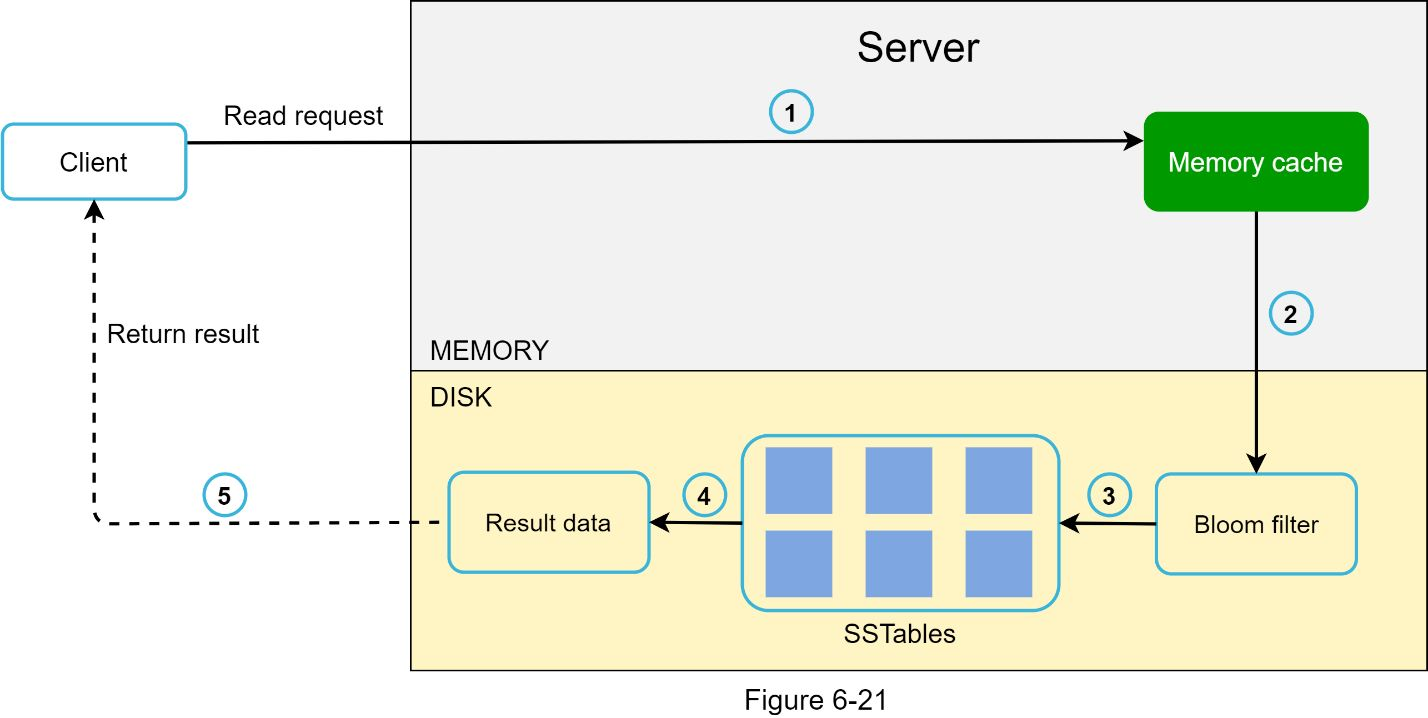 Server
Read request
1
Client
Memory cache
2
Return result
MEMORY
DISK
5
Result data
4
3
Bloom filter
SSTables
Figure 6-21